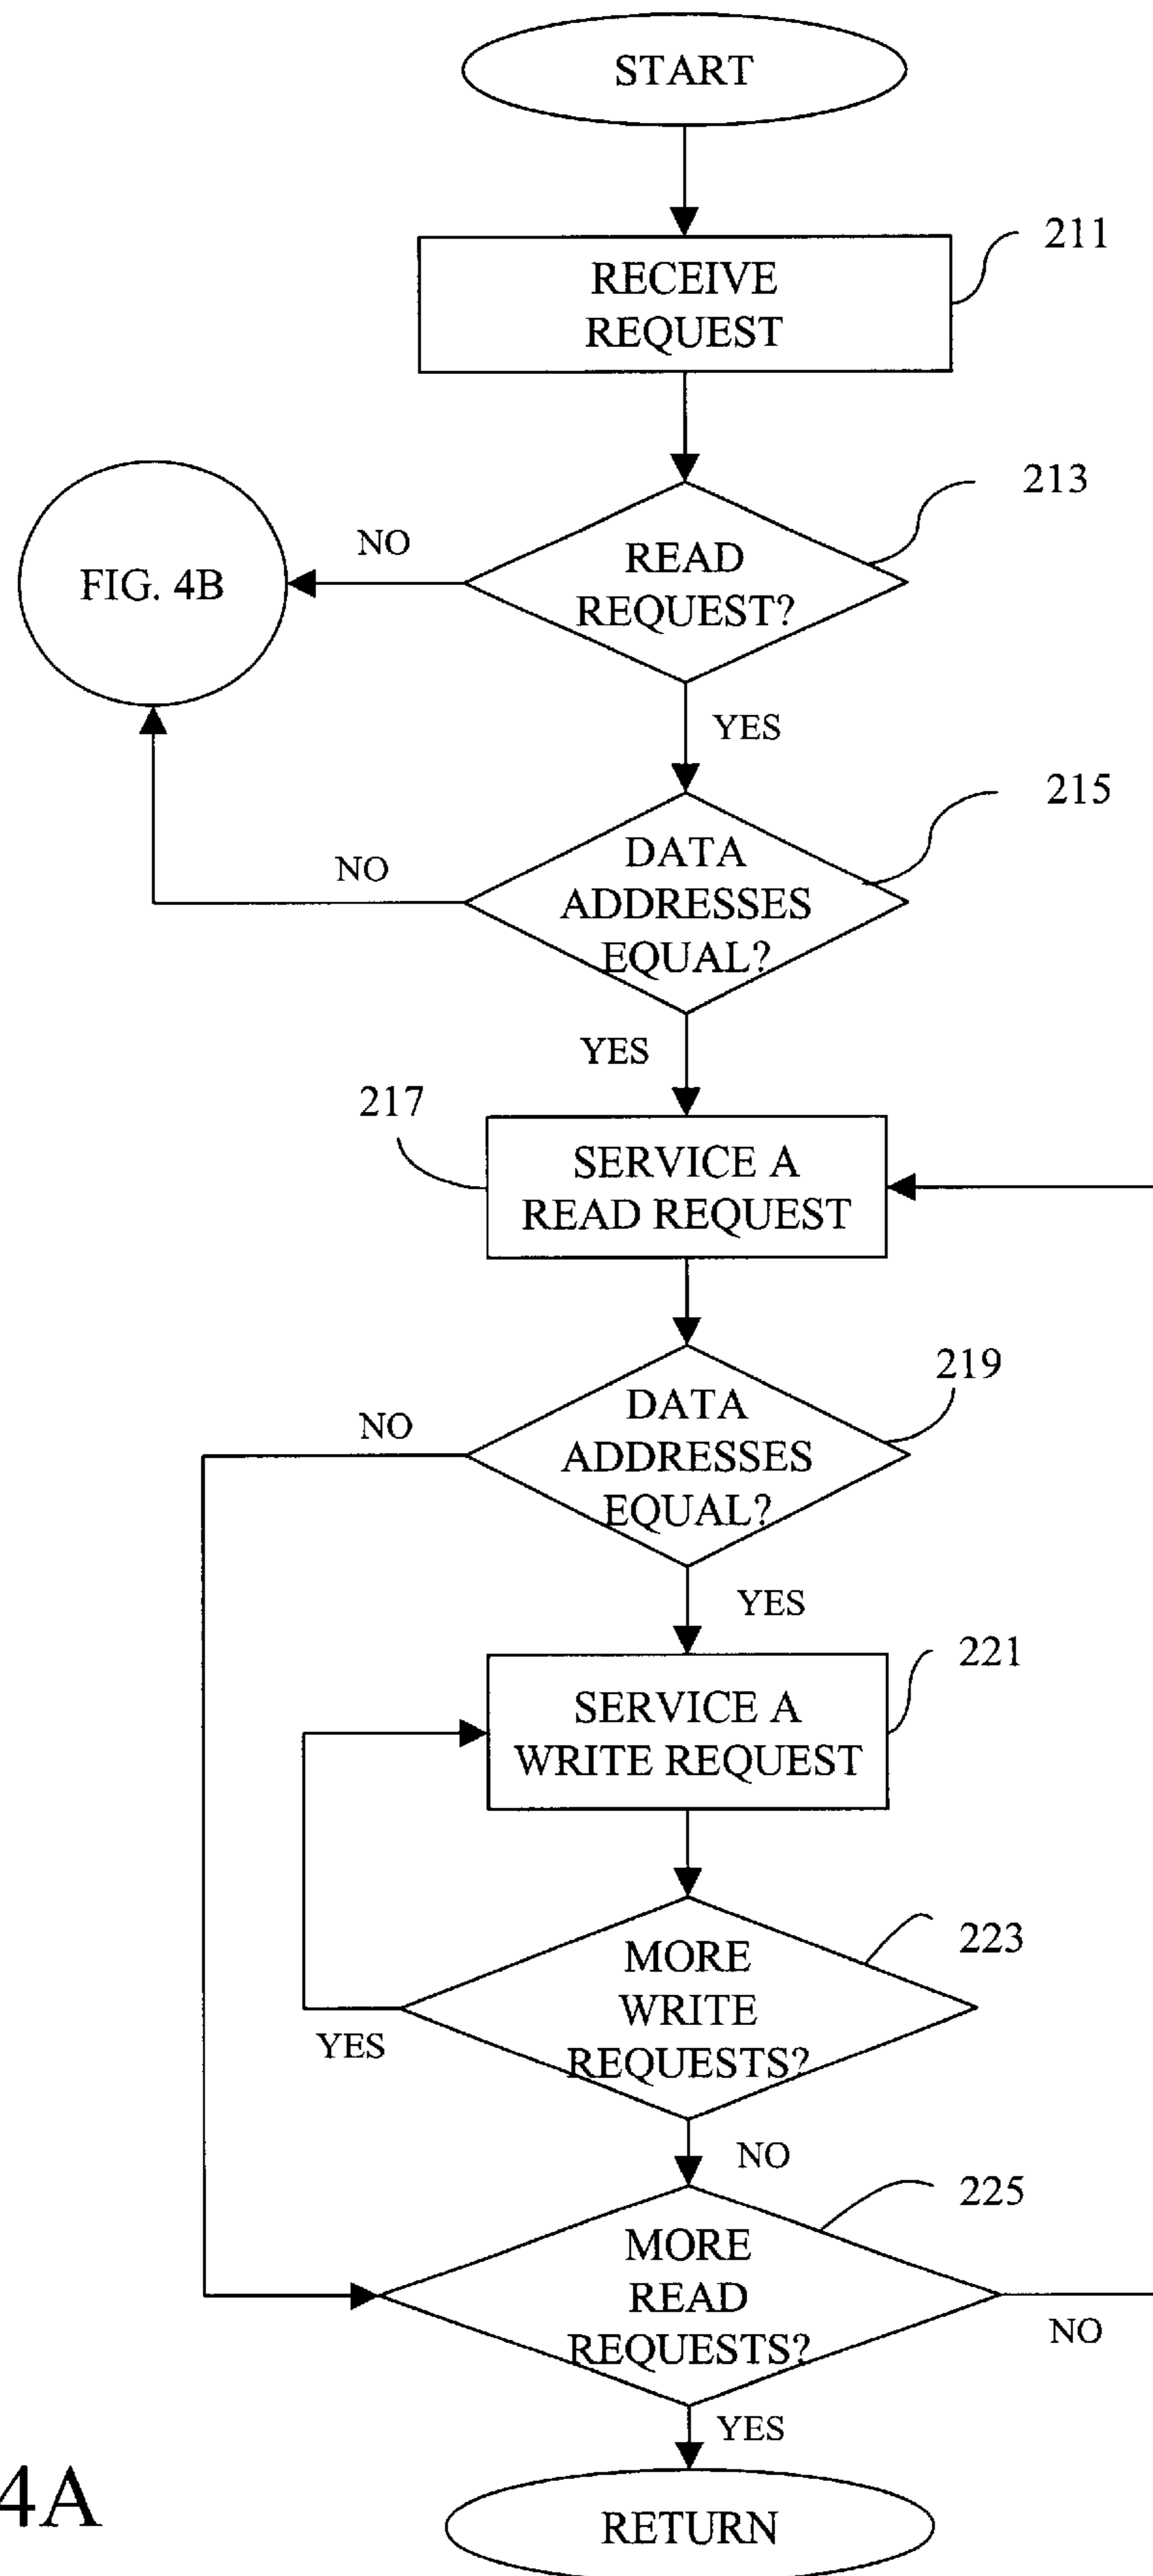 START
211
RECEIVE
REQUEST
213
NO
READ
REQUEST?
FIG. 4B
YES
215
NO
DATA
ADDRESSES
EQUAL?
YES
217
SERVICE A
READ REQUEST
219
NO
DATA
ADDRESSES
EQUAL?
YES
221
SERVICE A
WRITE REQUEST
223
MORE
WRITE
REQUESTS?
YES
NO
225
MORE
READ
REQUESTS?
NO
YES
4A
RETURN